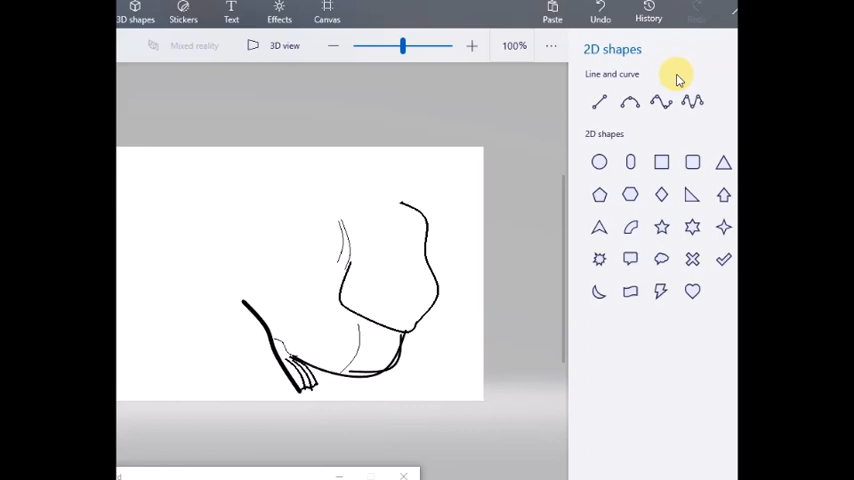 3D shapes Stickers Text Effects Canvas Paste Undo History Redo
Mixed reality 3D view 100%
2D shapes
Line and curve
2D shapes